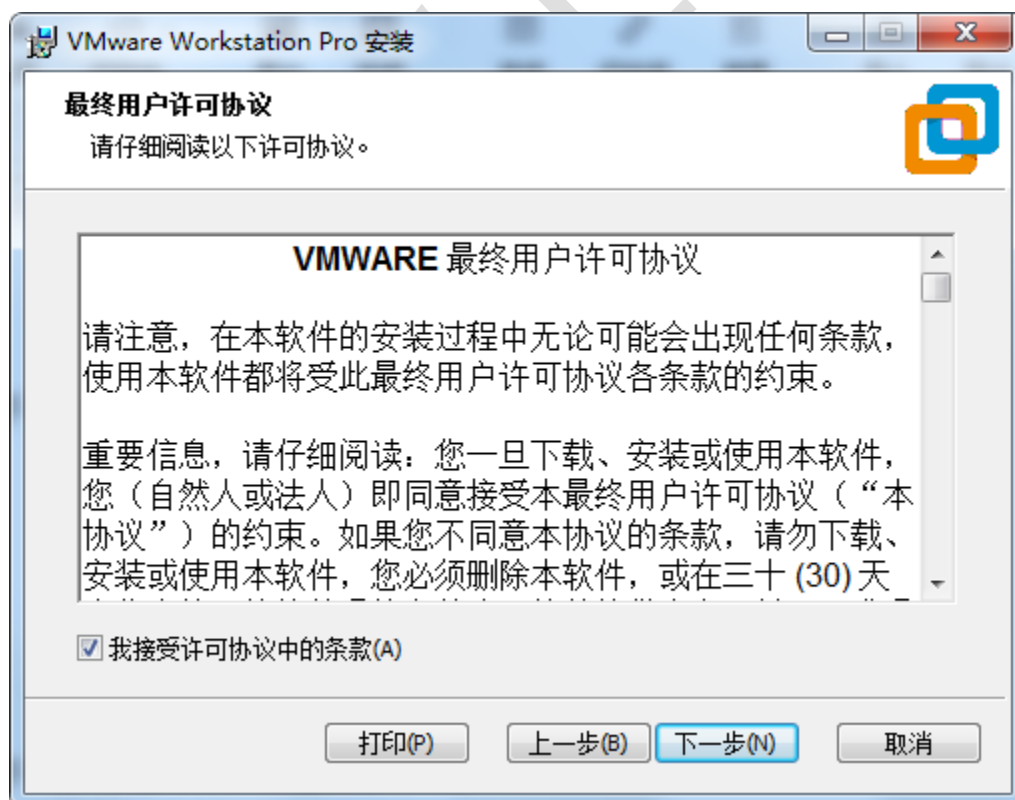 VMware Workstation Pro 安装
最终用户许可协议
请仔细阅读以下许可协议。
VMWARE 最终用户许可协议
请注意，在本软件的安装过程中无论可能会出现任何条款，
使用本软件都将受此最终用户许可协议各条款的约束。
重要信息，请仔细阅读：您一旦下载、安装或使用本软件，
您（自然人或法人）即同意接受本最终用户许可协议（“本
协议”）的约束。如果您不同意本协议的条款，请勿下载、
安装或使用本软件，您必须删除本软件，或在三十 (30) 天
我接受许可协议中的条款(A)
打印(P) 上一步(B) 下一步(N) 取消